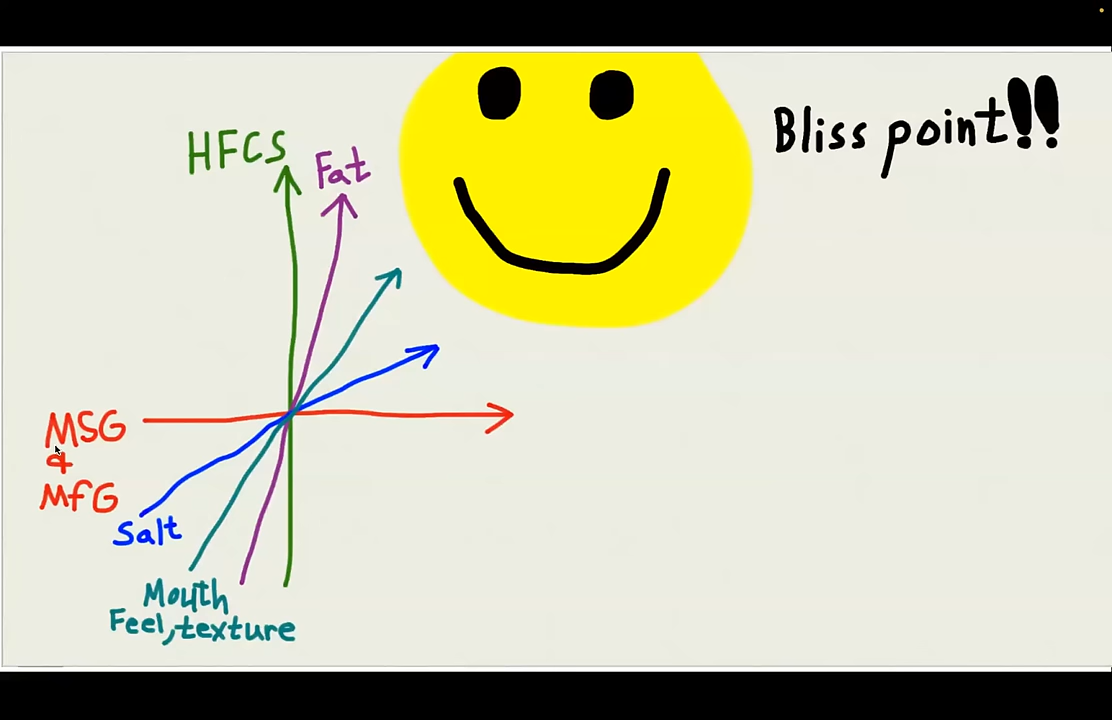 HFCS
Fat
Bliss point!!
MSG
&
MfG
Salt
Mouth
Feel, texture